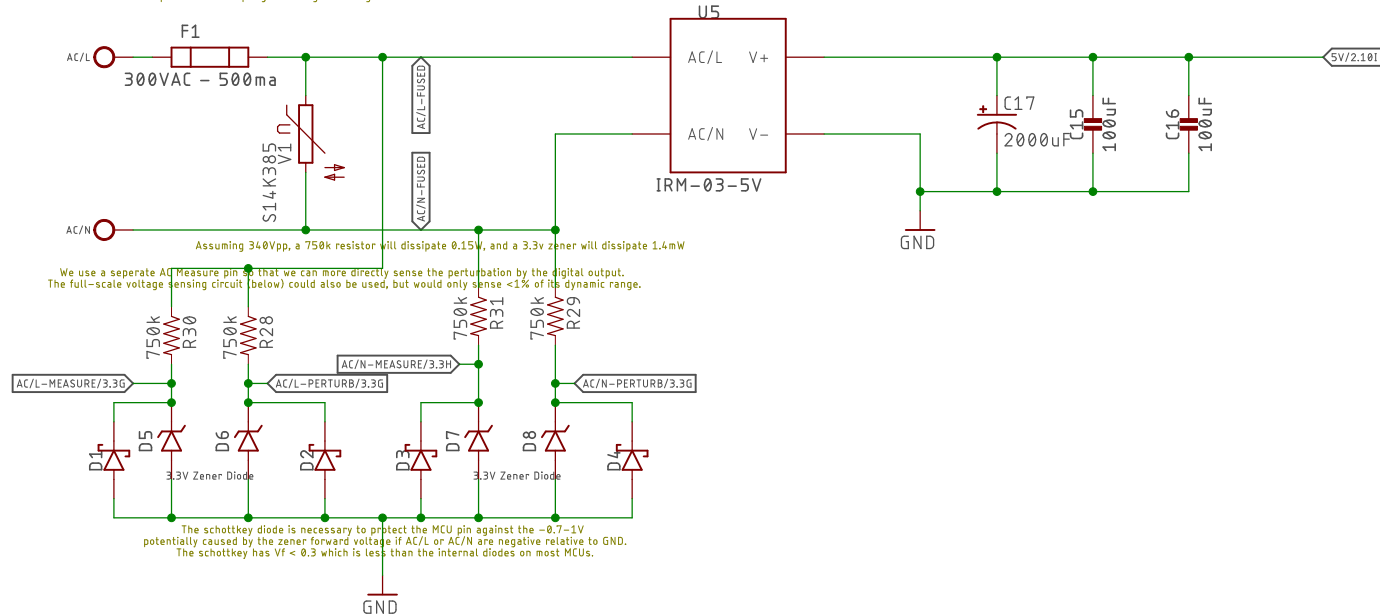 U5
F1
AC/L
300VAC - 500ma
AC/L-FUSED
AC/L V+
5V/2.10I
C17
2000uF
C15
100uF
C16
100uF
V1
S14K385
AC/N-FUSED
AC/N V-
IRM-03-5V
AC/N
GND
Assuming 340Vpp, a 750k resistor will dissipate 0.15W, and a 3.3v zener will dissipate 1.4mW
We use a seperate AC Measure pin so that we can more directly sense the perturbation by the digital output.
The full-scale voltage sensing circuit (below) could also be used, but would only sense <1% of its dynamic range.
750k
R30
750k
R28
750k
R31
750k
R29
AC/N-MEASURE/3.3H
AC/L-MEASURE/3.3G
AC/L-PERTURB/3.3G
AC/N-PERTURB/3.3G
D1
D5
D6
D2
D3
D7
D8
D4
3.3V Zener Diode
3.3V Zener Diode
The schottkey diode is necessary to protect the MCU pin against the -0.7-1V
potentially caused by the zener forward voltage if AC/L or AC/N are negative relative to GND.
The schottkey has Vf < 0.3 which is less than the internal diodes on most MCUs.
GND